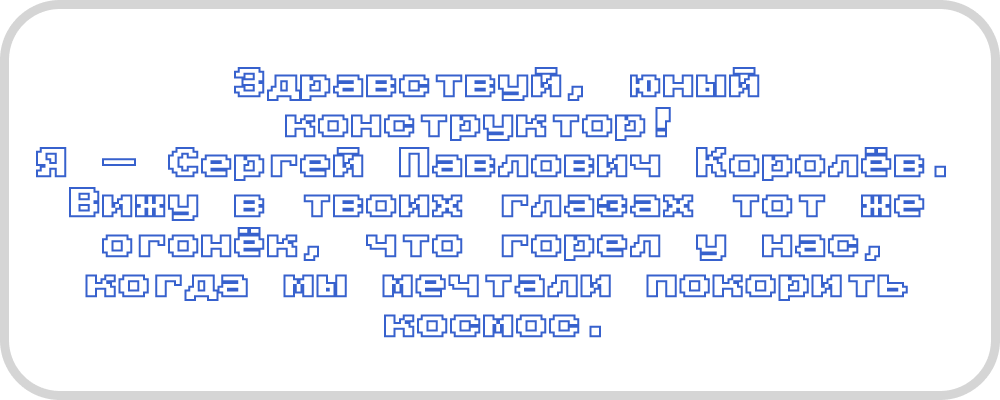 Здравствуй, юный
конструктор!
Я — Сергей Павлович Королёв.
Вижу в твоих глазах тот же
огонёк, что горел у нас,
когда мы мечтали покорить
космос.